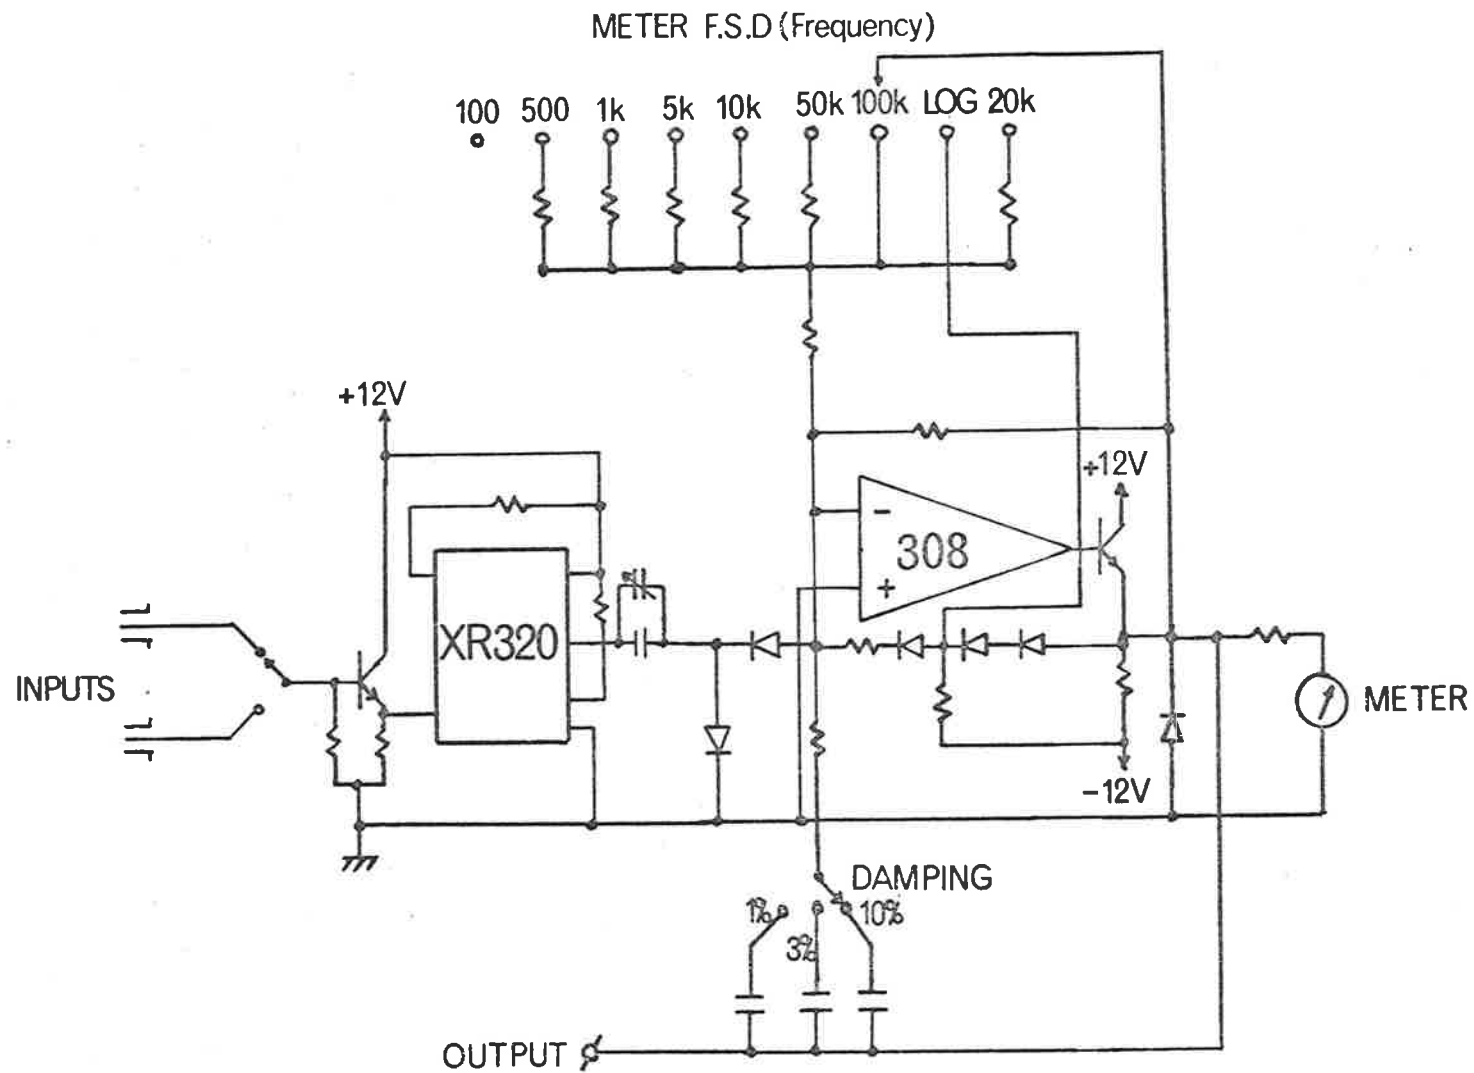 METER F.S.D (Frequency)
100 500 1k 5k 10k 50k 100k LOG 20k
+12V
+12V
-
308
+
XR320
INPUTS
METER
-12V
DAMPING
1%
10%
3%
OUTPUT